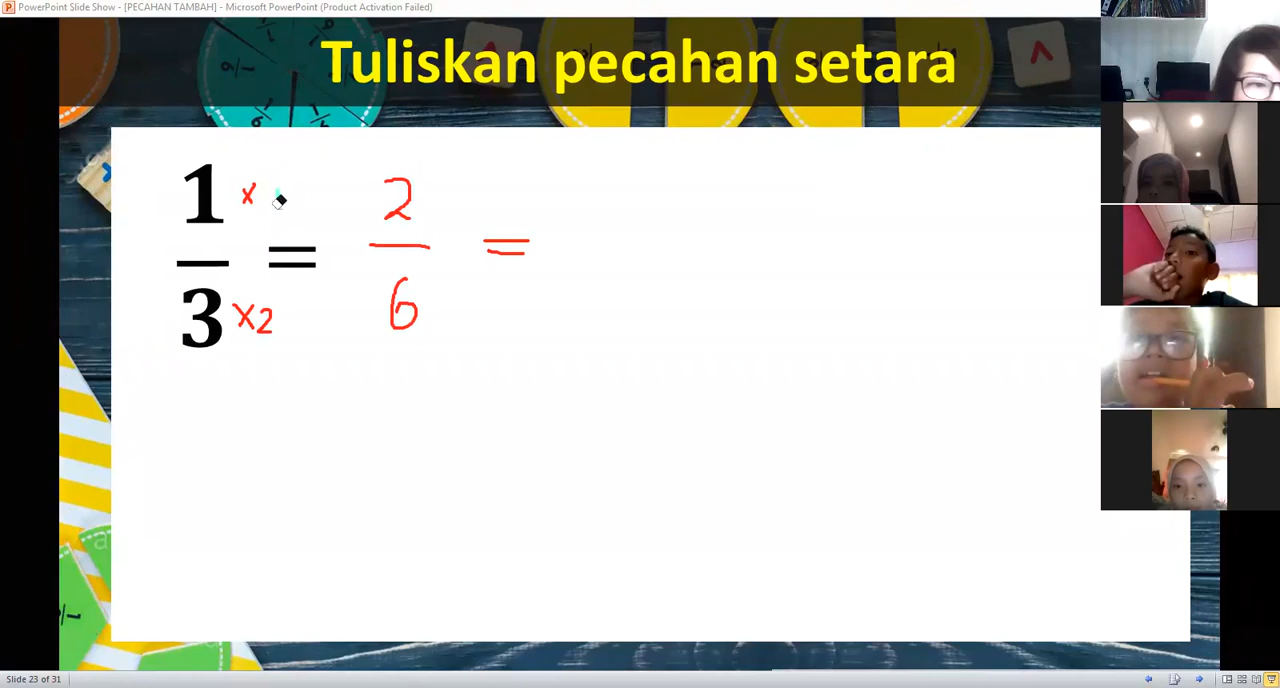 PowerPoint Slide Show - [PECAHAN TAMBAH] - Microsoft PowerPoint (Product Activation Failed)
Tuliskan pecahan setara
1 × 2
— = — =
3 ×2 6
Slide 23 of 31